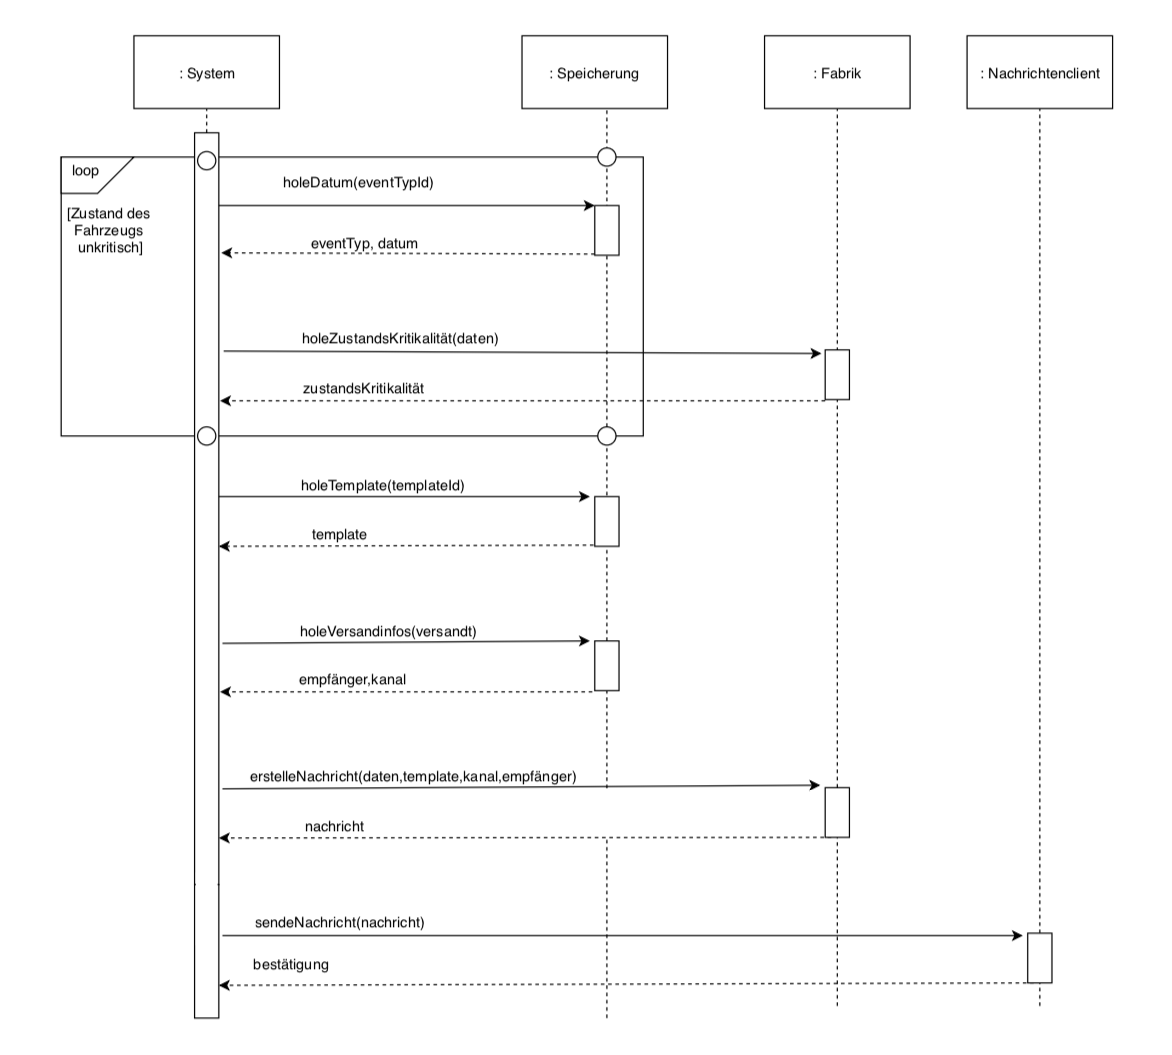 : System
: Speicherung
: Fabrik
: Nachrichtenclient
loop
[Zustand des
Fahrzeugs
unkritisch]
holeDatum(eventTypId)
eventTyp, datum
holeZustandsKritikalität(daten)
zustandsKritikalität
holeTemplate(templateId)
template
holeVersandinfos(versandt)
empfänger,kanal
erstelleNachricht(daten,template,kanal,empfänger)
nachricht
sendeNachricht(nachricht)
bestätigung